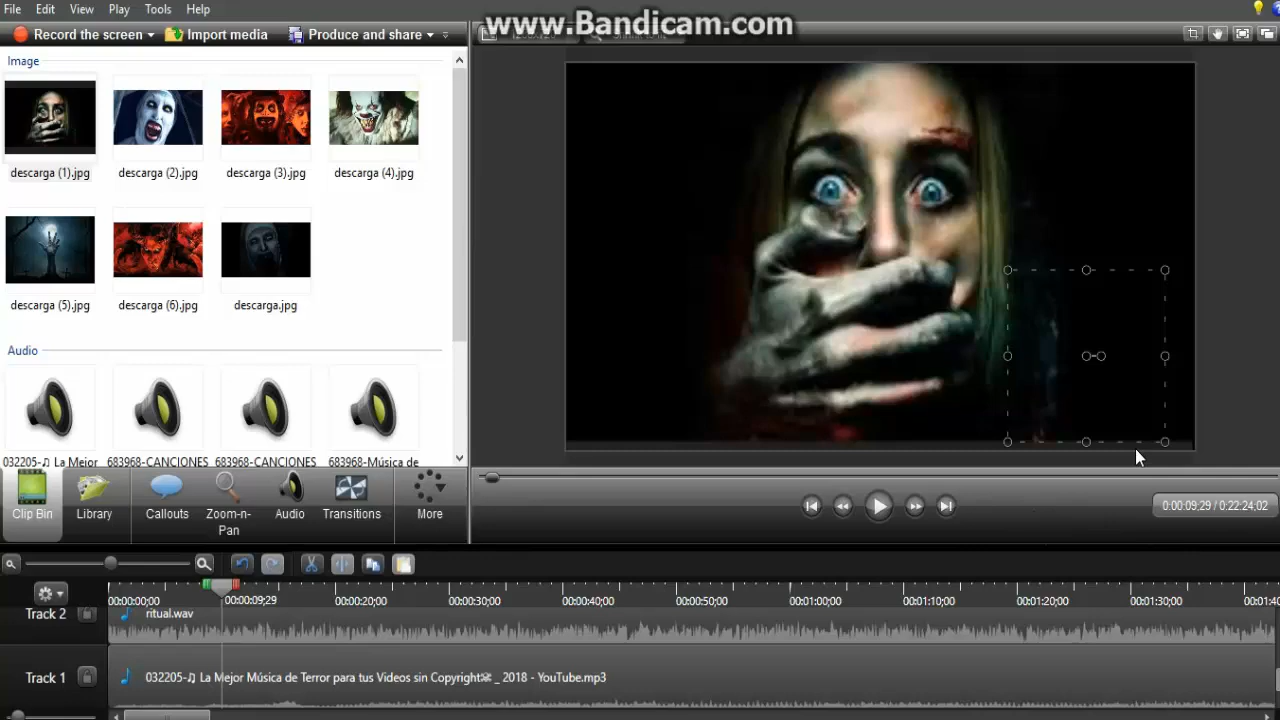 www.Bandicam.com
File Edit View Play Tools Help
Record the screen Import media Produce and share
Image
descarga (1).jpg descarga (2).jpg descarga (3).jpg descarga (4).jpg
descarga (5).jpg descarga (6).jpg descarga.jpg
Audio
032205-♫ La Mejor 683968-CANCIONES 683968-CANCIONES 683968-Música de
Clip Bin Library Callouts Zoom-n-Pan Audio Transitions More
0:00:09;29 / 0:22:24;02
00:00:00;00 00:00:09;29 00:00:20;00 00:00:30;00 00:00:40;00 00:00:50;00 00:01:00;00 00:01:10;00 00:01:20;00 00:01:30;00
Track 2 ritual.wav
Track 1 032205-♫ La Mejor Música de Terror para tus Videos sin Copyright☠ _ 2018 - YouTube.mp3